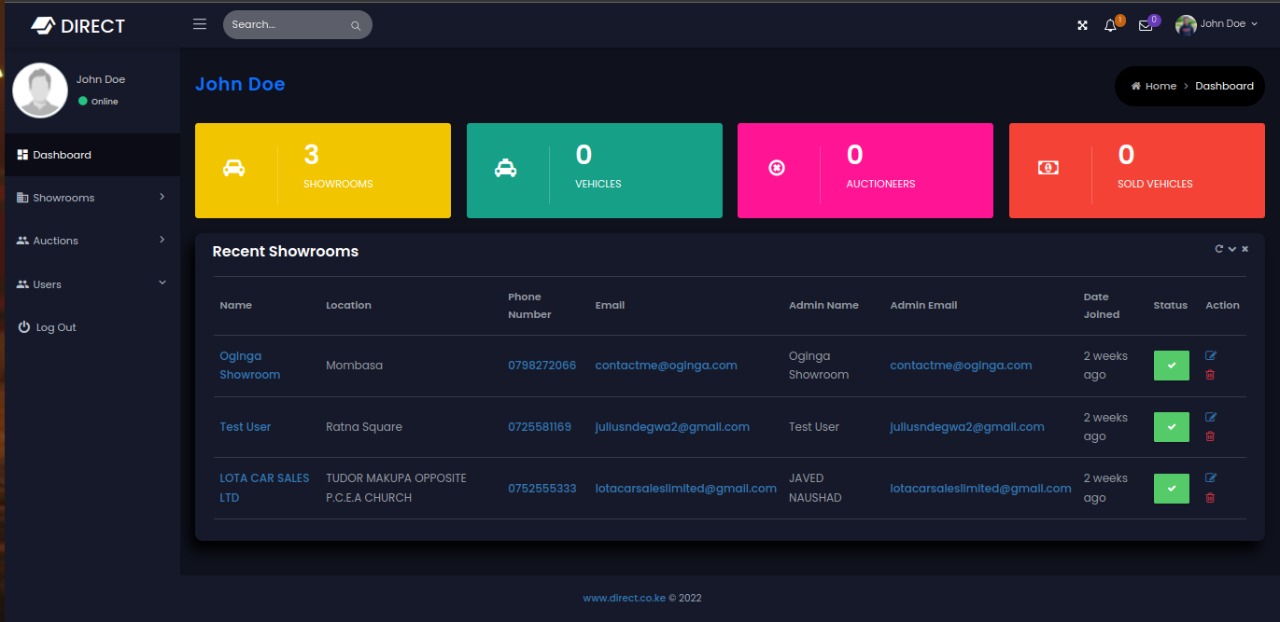 DIRECT
Search...
1
0
John Doe
John Doe
Online
John Doe
Home > Dashboard
Dashboard
Showrooms
Auctions
Users
Log Out
3
SHOWROOMS
0
VEHICLES
0
AUCTIONEERS
0
SOLD VEHICLES
Recent Showrooms
Name Location Phone Number Email Admin Name Admin Email Date Joined Status Action
Oginga Showroom Mombasa 0798272066 contactme@oginga.com Oginga Showroom contactme@oginga.com 2 weeks ago
Test User Ratna Square 0725581169 juliusndegwa2@gmail.com Test User juliusndegwa2@gmail.com 2 weeks ago
LOTA CAR SALES LTD TUDOR MAKUPA OPPOSITE P.C.E.A CHURCH 0752555333 lotacarsaleslimited@gmail.com JAVED NAUSHAD lotacarsaleslimited@gmail.com 2 weeks ago
www.direct.co.ke © 2022